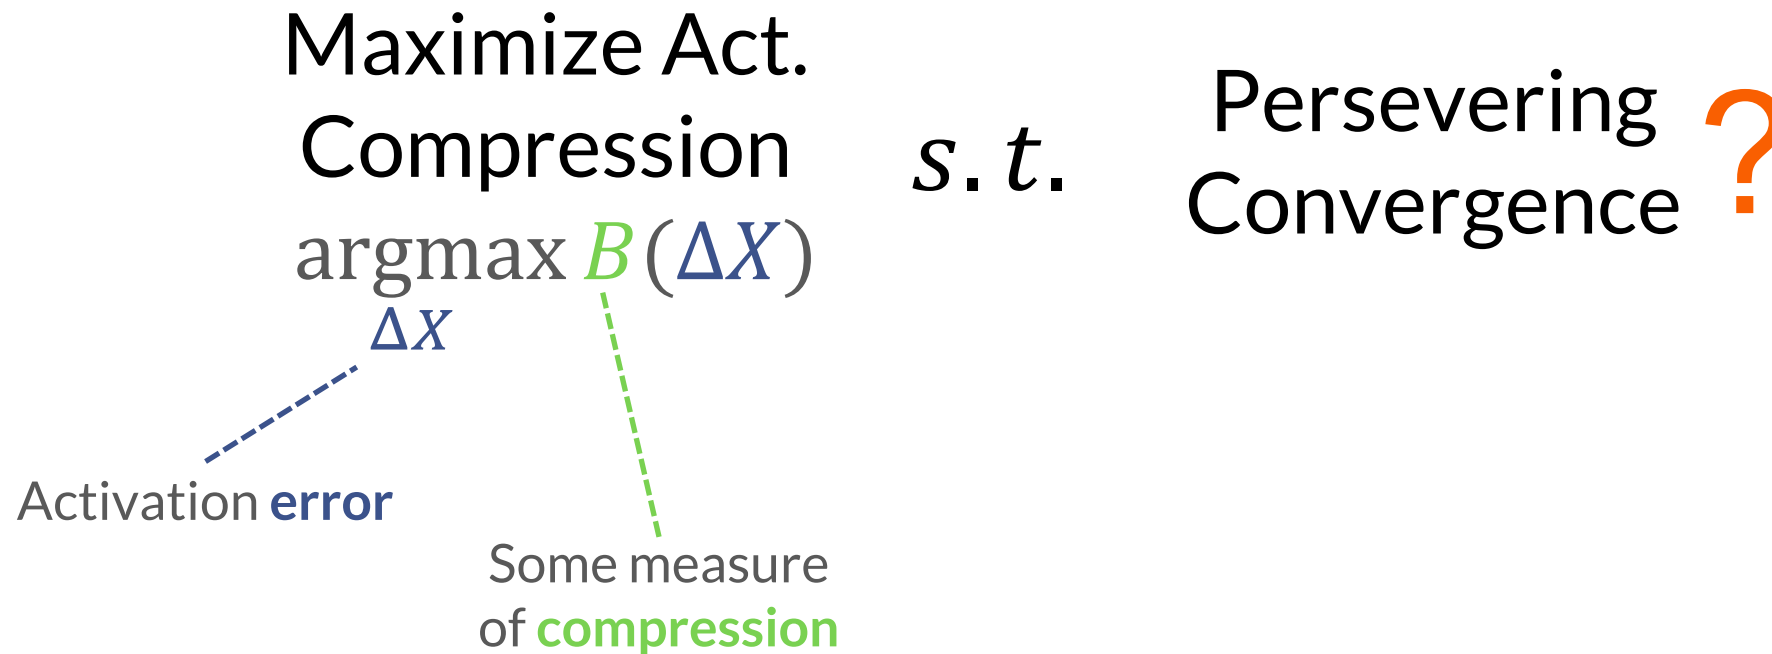 Maximize Act.
Compression
s.t.
Persevering
Convergence ?
argmax B(ΔX)
ΔX
Activation error
Some measure
of compression